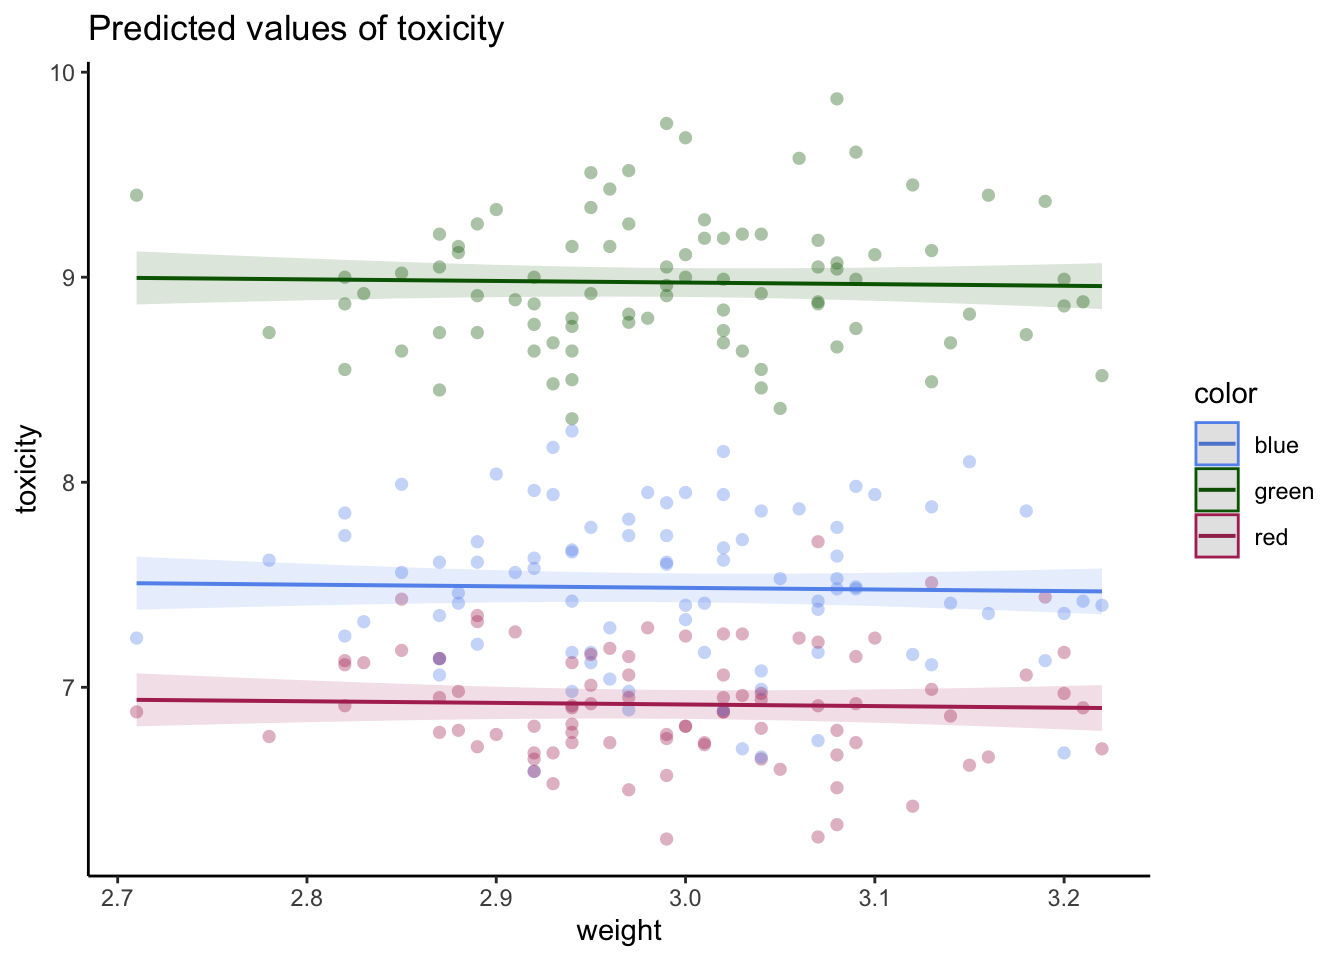 Predicted values of toxicity
10
9
8
7
toxicity
2.7 2.8 2.9 3.0 3.1 3.2
weight
color
blue
green
red